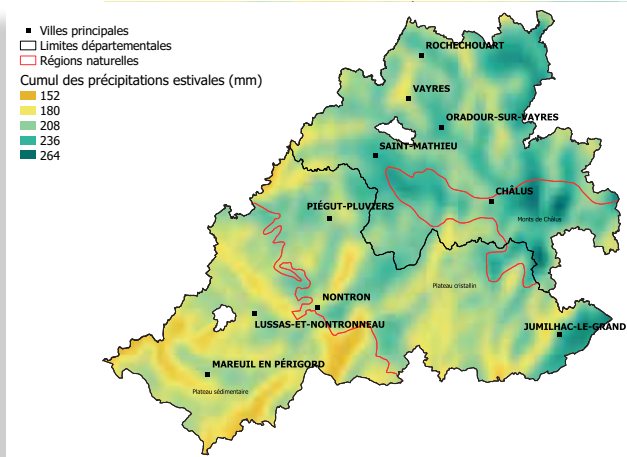 Villes principales
Limites départementales
Régions naturelles
Cumul des précipitations estivales (mm)
152
180
208
236
264
ROCHECHOUART
VAYRES
ORADOUR-SUR-VAYRES
SAINT-MATHIEU
CHÂLUS
PIÉGUT-PLUVIERS
Monts de Châlus
Plateau cristallin
NONTRON
LUSSAS-ET-NONTRONNEAU
JUMILHAC-LE-GRAND
MAREUIL EN PÉRIGORD
Plateau sédimentaire